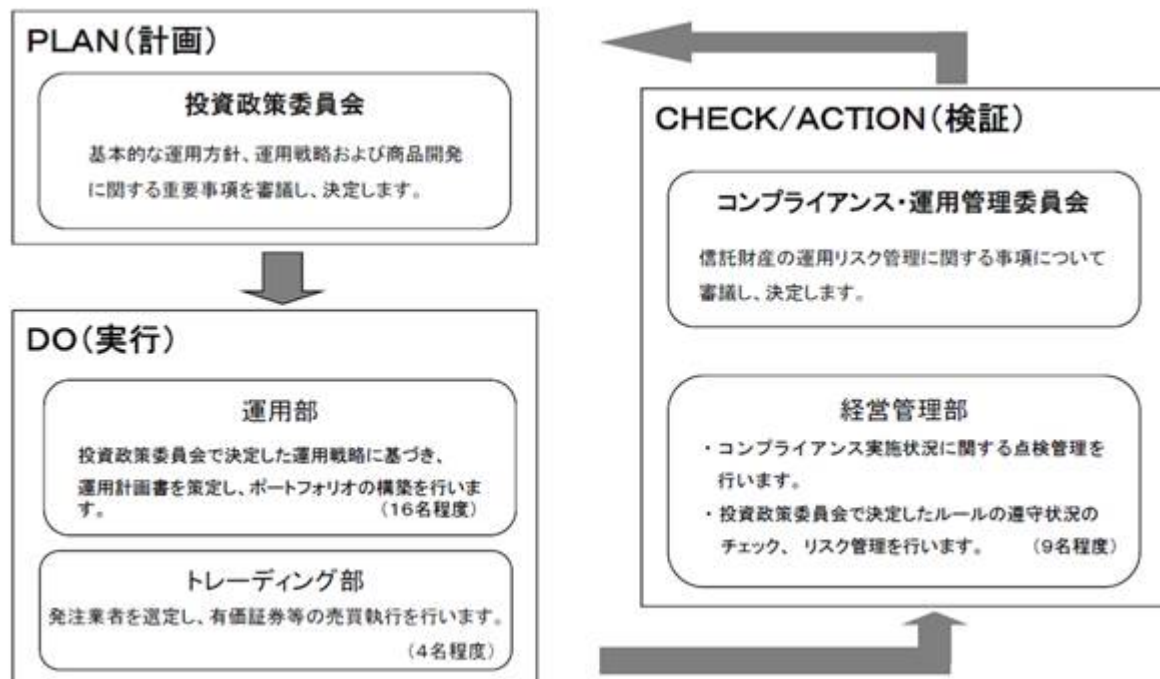 PLAN(計画)
投資政策委員会
基本的な運用方針、運用戦略および商品開発
に関する重要事項を審議し、決定します。
DO(実行)
運用部
投資政策委員会で決定した運用戦略に基づき、
運用計画書を策定し、ポートフォリオの構築を行いま
す。 (16名程度)
トレーディング部
発注業者を選定し、有価証券等の売買執行を行います。
(4名程度)
CHECK/ACTION(検証)
コンプライアンス・運用管理委員会
信託財産の運用リスク管理に関する事項について
審議し、決定します。
経営管理部
・コンプライアンス実施状況に関する点検管理を
行います。
・投資政策委員会で決定したルールの遵守状況の
チェック、 リスク管理を行います。 (9名程度)